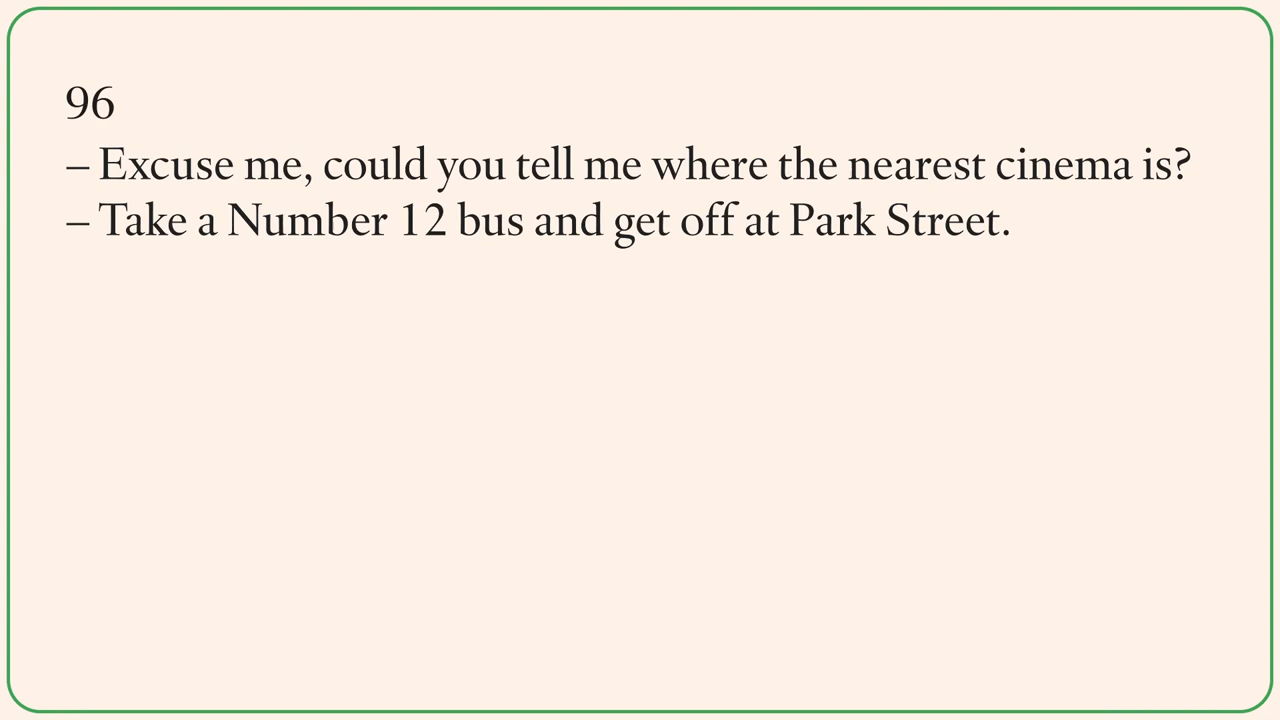 96
– Excuse me, could you tell me where the nearest cinema is?
– Take a Number 12 bus and get off at Park Street.